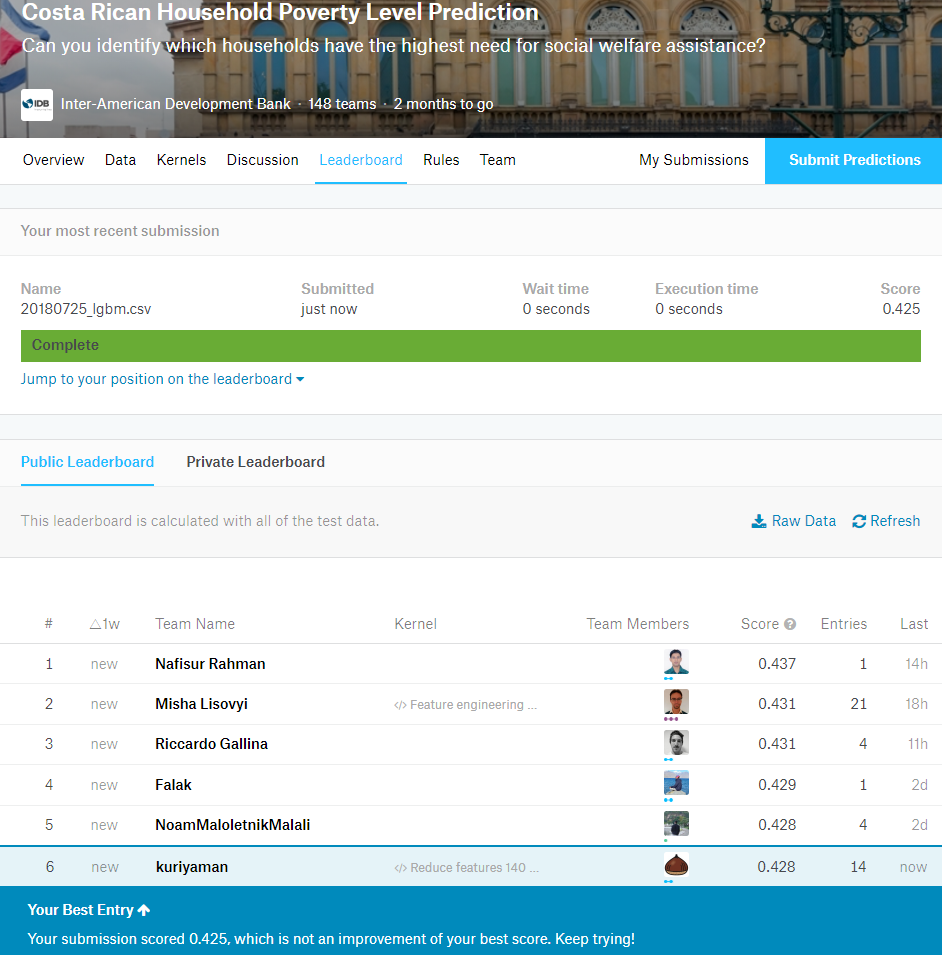 Costa Rican Household Poverty Level Prediction
Can you identify which households have the highest need for social welfare assistance?
IDB
Inter-American Development Bank · 148 teams · 2 months to go
Overview Data Kernels Discussion Leaderboard Rules Team My Submissions Submit Predictions
Your most recent submission
Name Submitted Wait time Execution time Score
20180725_lgbm.csv just now 0 seconds 0 seconds 0.425
Complete
Jump to your position on the leaderboard
Public Leaderboard Private Leaderboard
This leaderboard is calculated with all of the test data. Raw Data Refresh
# △1w Team Name Kernel Team Members Score ? Entries Last
1 new Nafisur Rahman 0.437 1 14h
2 new Misha Lisovyi </> Feature engineering ... 0.431 21 18h
3 new Riccardo Gallina 0.431 4 11h
4 new Falak 0.429 1 2d
5 new NoamMaloletnikMalali 0.428 4 2d
6 new kuriyaman </> Reduce features 140 ... 0.428 14 now
Your Best Entry
Your submission scored 0.425, which is not an improvement of your best score. Keep trying!